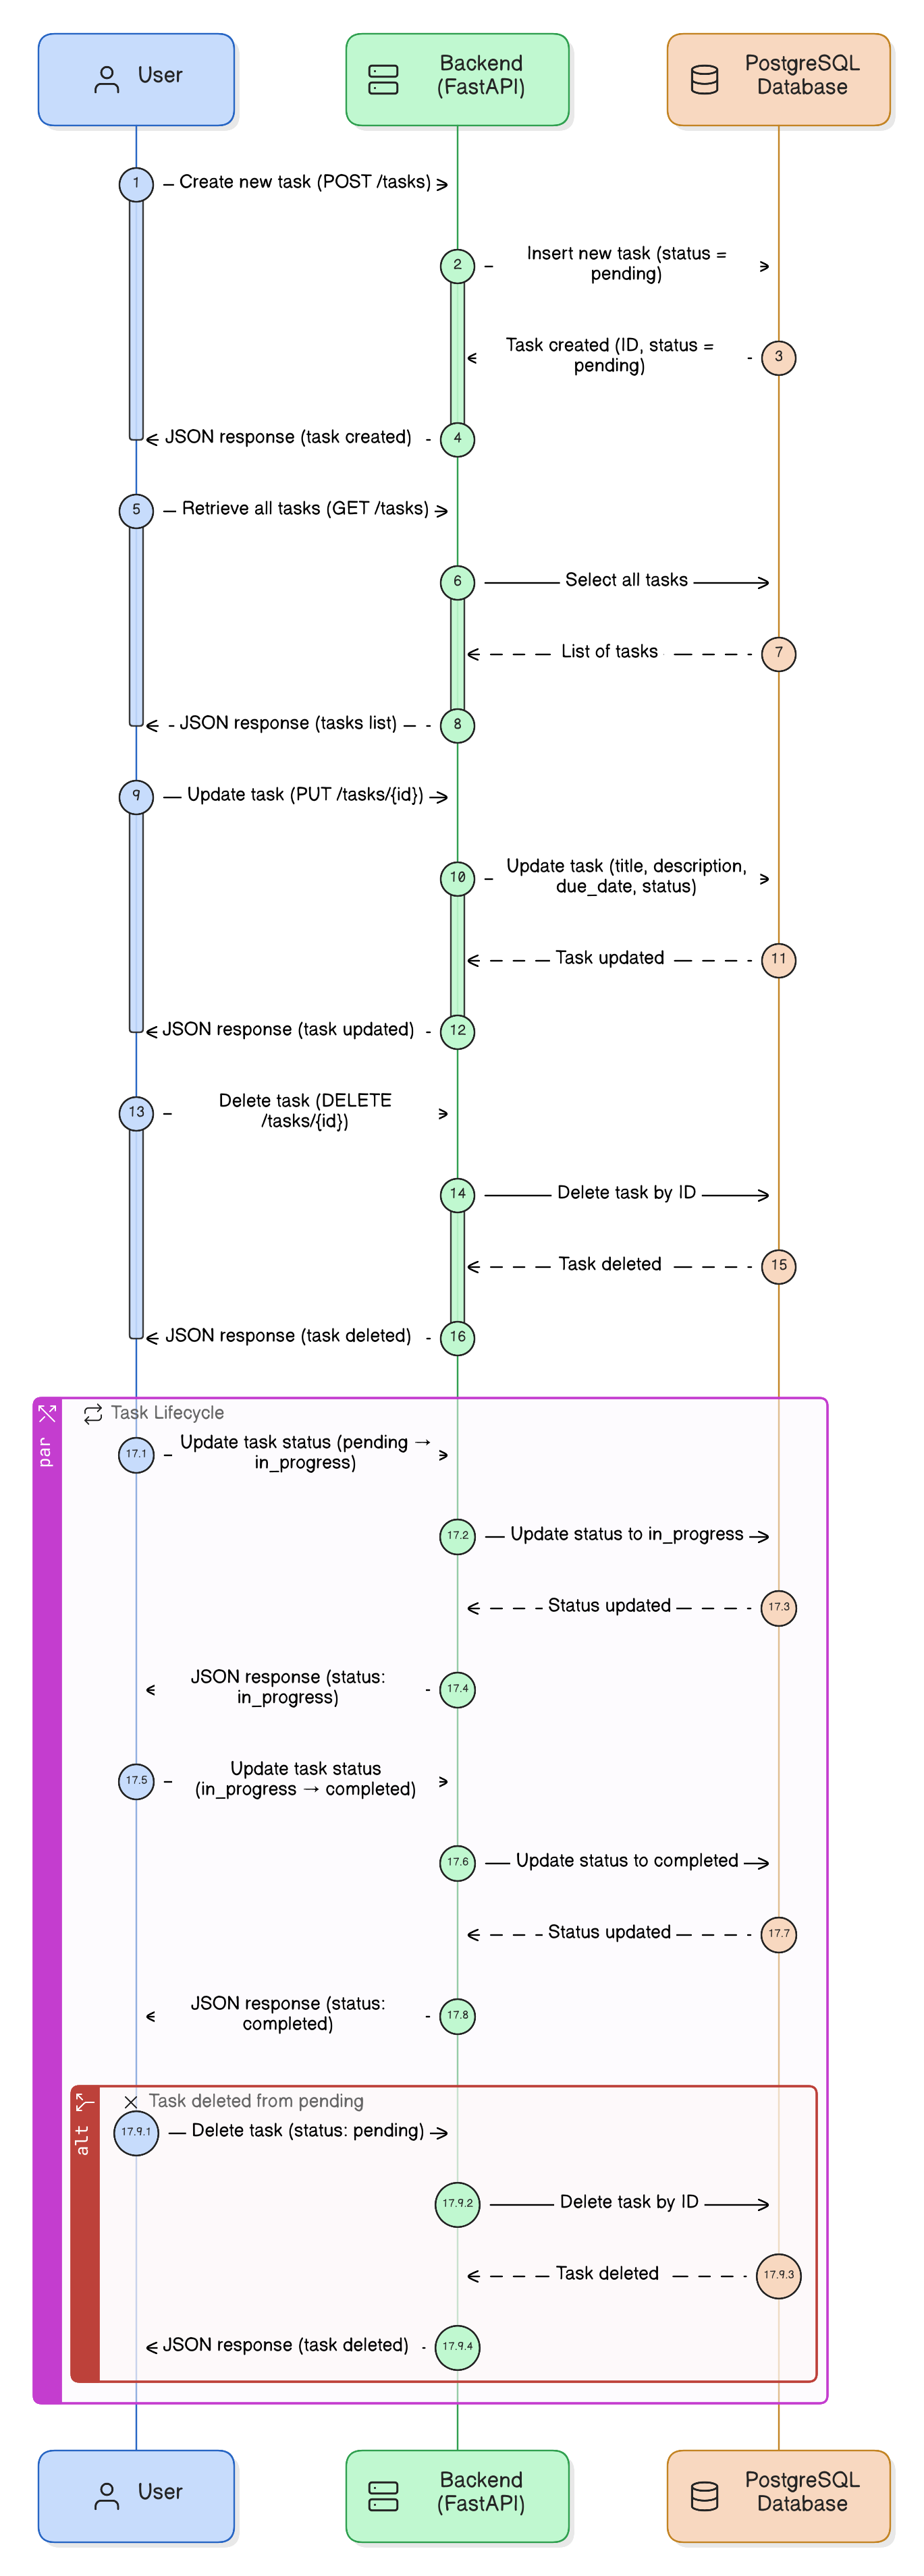 User
Backend
(FastAPI)
PostgreSQL
Database
1
Create new task (POST /tasks)
2
Insert new task (status =
pending)
Task created (ID, status =
pending)
3
JSON response (task created)
4
5
Retrieve all tasks (GET /tasks)
6
Select all tasks
List of tasks
7
JSON response (tasks list)
8
9
Update task (PUT /tasks/{id})
10
Update task (title, description,
due_date, status)
Task updated
11
JSON response (task updated)
12
13
Delete task (DELETE
/tasks/{id})
14
Delete task by ID
Task deleted
15
JSON response (task deleted)
16
par
Task Lifecycle
17.1
Update task status (pending →
in_progress)
17.2
Update status to in_progress
Status updated
17.3
JSON response (status:
in_progress)
17.4
17.5
Update task status
(in_progress → completed)
17.6
Update status to completed
Status updated
17.7
JSON response (status:
completed)
17.8
alt
Task deleted from pending
17.9.1
Delete task (status: pending)
17.9.2
Delete task by ID
Task deleted
17.9.3
JSON response (task deleted)
17.9.4
User
Backend
(FastAPI)
PostgreSQL
Database